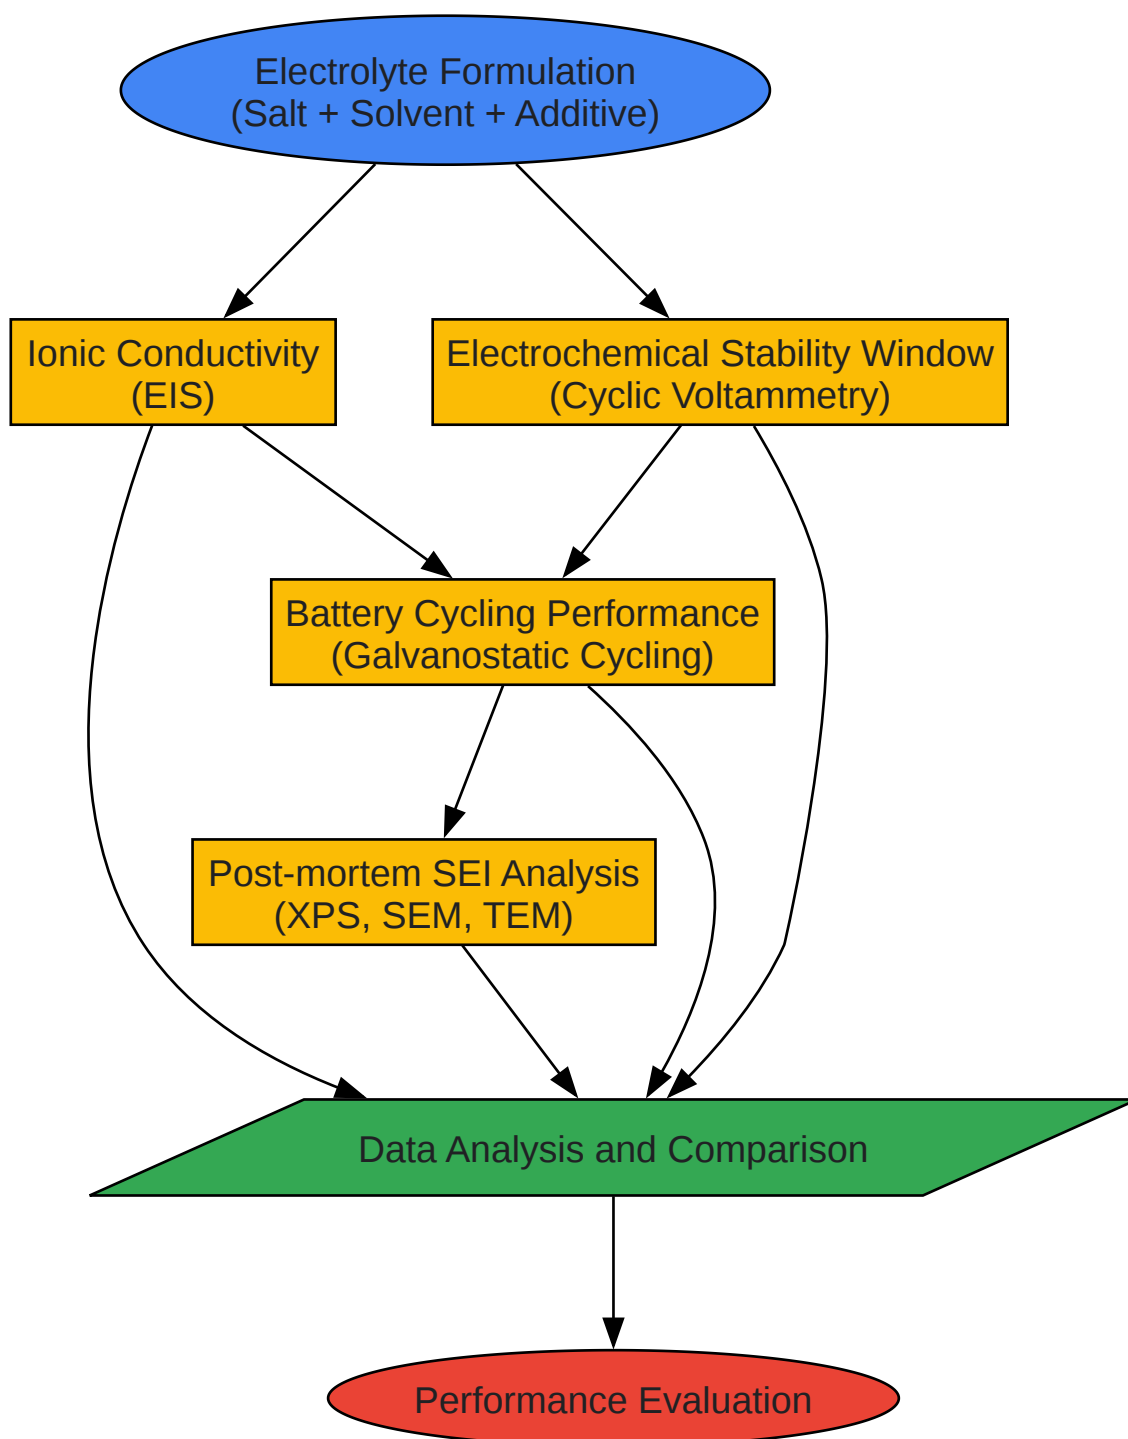 Electrolyte Formulation
(Salt + Solvent + Additive)
Ionic Conductivity
(EIS)
Electrochemical Stability Window
(Cyclic Voltammetry)
Battery Cycling Performance
(Galvanostatic Cycling)
Post-mortem SEI Analysis
(XPS, SEM, TEM)
Data Analysis and Comparison
Performance Evaluation